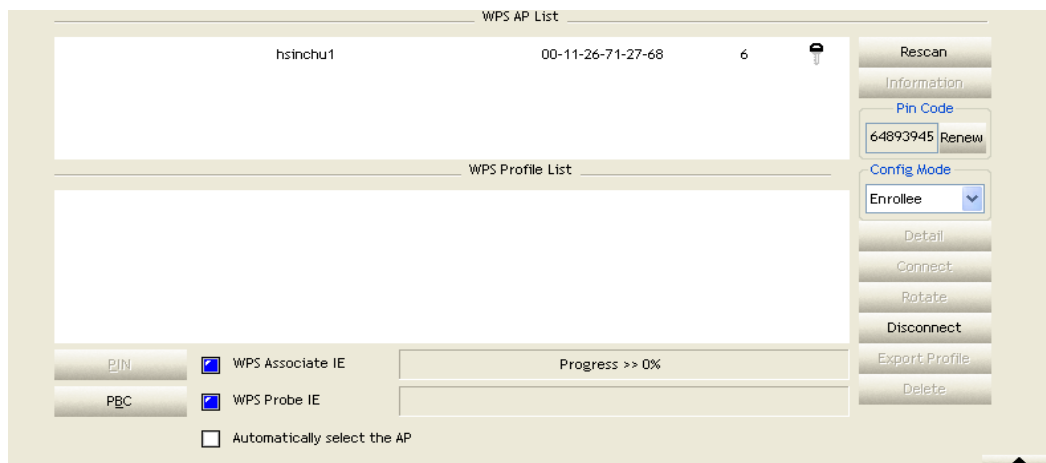 WPS AP List
hsinchu1 00-11-26-71-27-68 6
Rescan
Information
Pin Code
64893945 Renew
WPS Profile List
Config Mode
Enrollee
Detail
Connect
Rotate
Disconnect
Export Profile
Delete
PIN
WPS Associate IE
Progress >> 0%
PBC
WPS Probe IE
Automatically select the AP